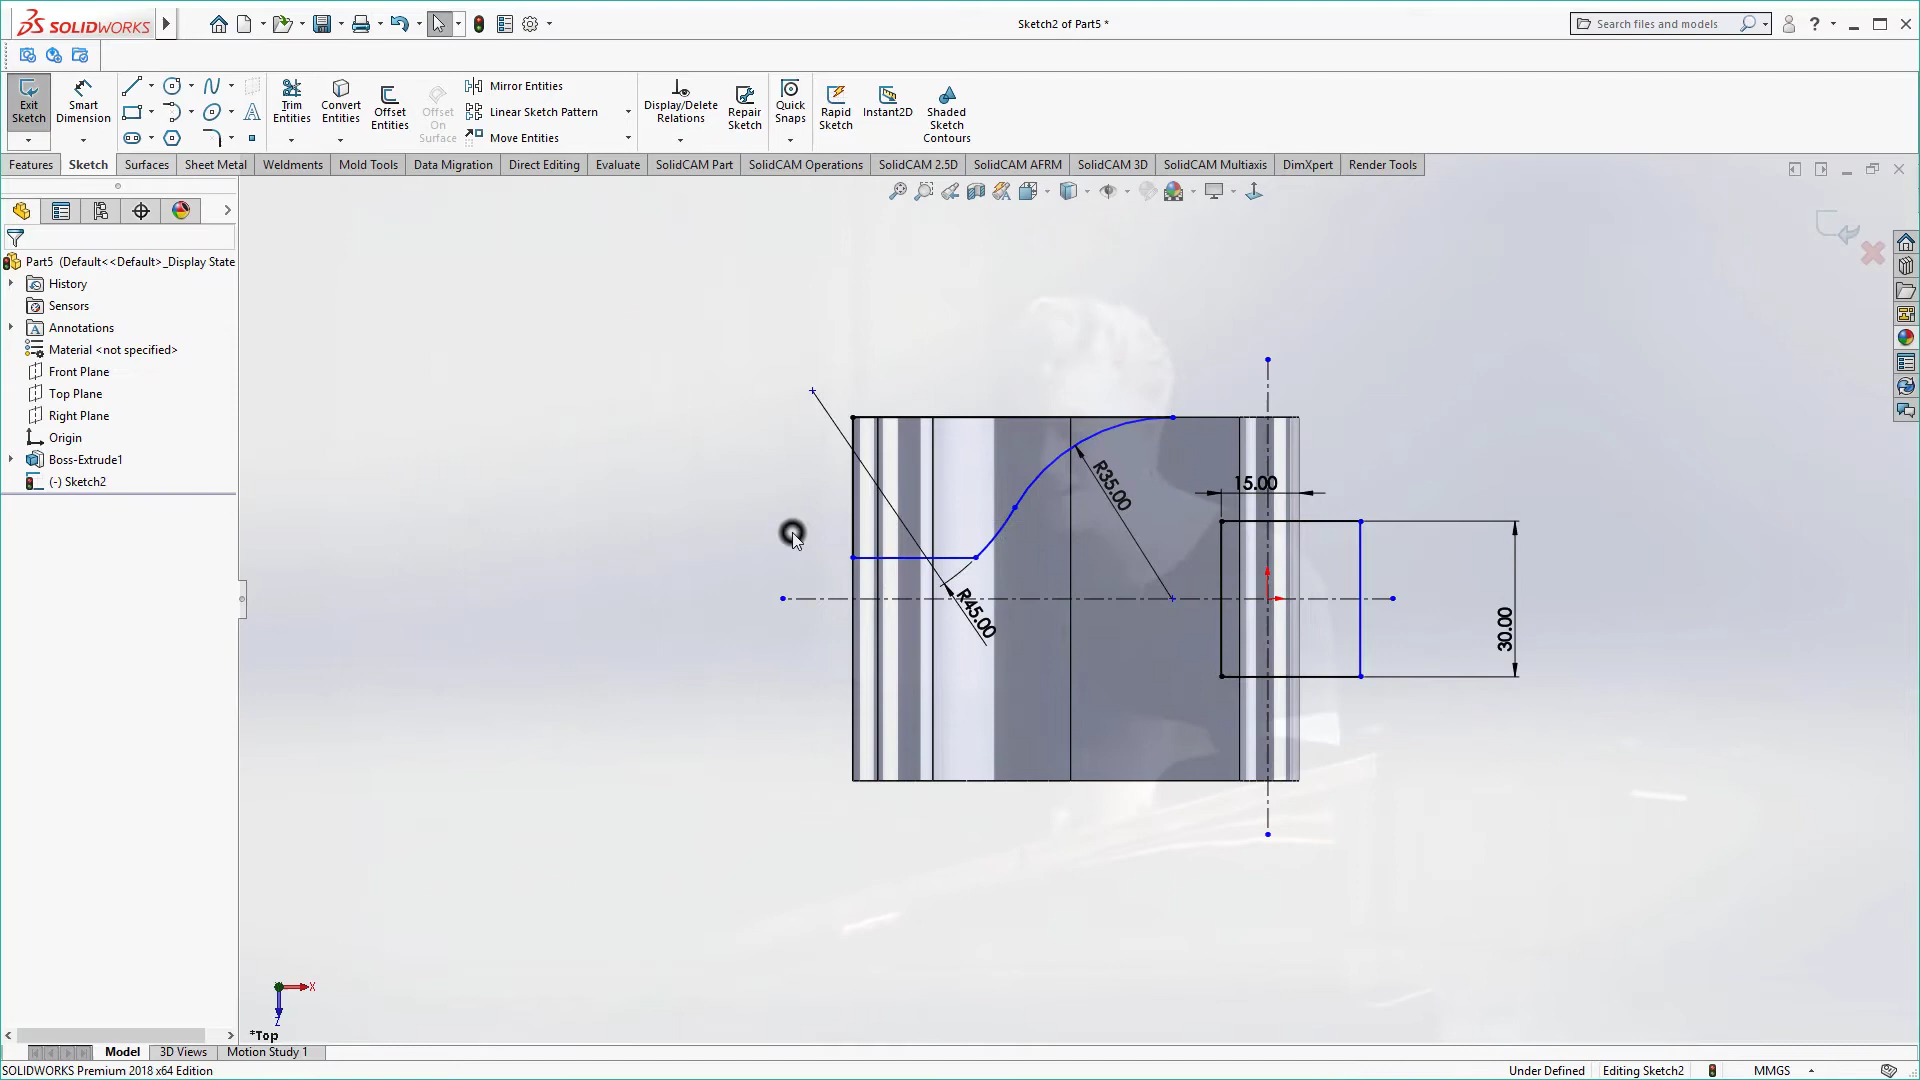 SOLIDWORKS
Sketch2 of Part5 *
Search files and models
?
Exit Sketch
Smart Dimension
Trim Entities
Convert Entities
Offset Entities
Offset On Surface
Mirror Entities
Linear Sketch Pattern
Move Entities
Display/Delete Relations
Repair Sketch
Quick Snaps
Rapid Sketch
Instant2D
Shaded Sketch Contours
Features
Sketch
Surfaces
Sheet Metal
Weldments
Mold Tools
Data Migration
Direct Editing
Evaluate
SolidCAM Part
SolidCAM Operations
SolidCAM 2.5D
SolidCAM AFRM
SolidCAM 3D
SolidCAM Multiaxis
DimXpert
Render Tools
Part5 (Default<<Default>_Display State
History
Sensors
Annotations
Material <not specified>
Front Plane
Top Plane
Right Plane
Origin
Boss-Extrude1
(-) Sketch2
R35.00
15.00
R45.00
30.00
X
Z
*Top
Model
3D Views
Motion Study 1
SOLIDWORKS Premium 2018 x64 Edition
Under Defined
Editing Sketch2
MMGS